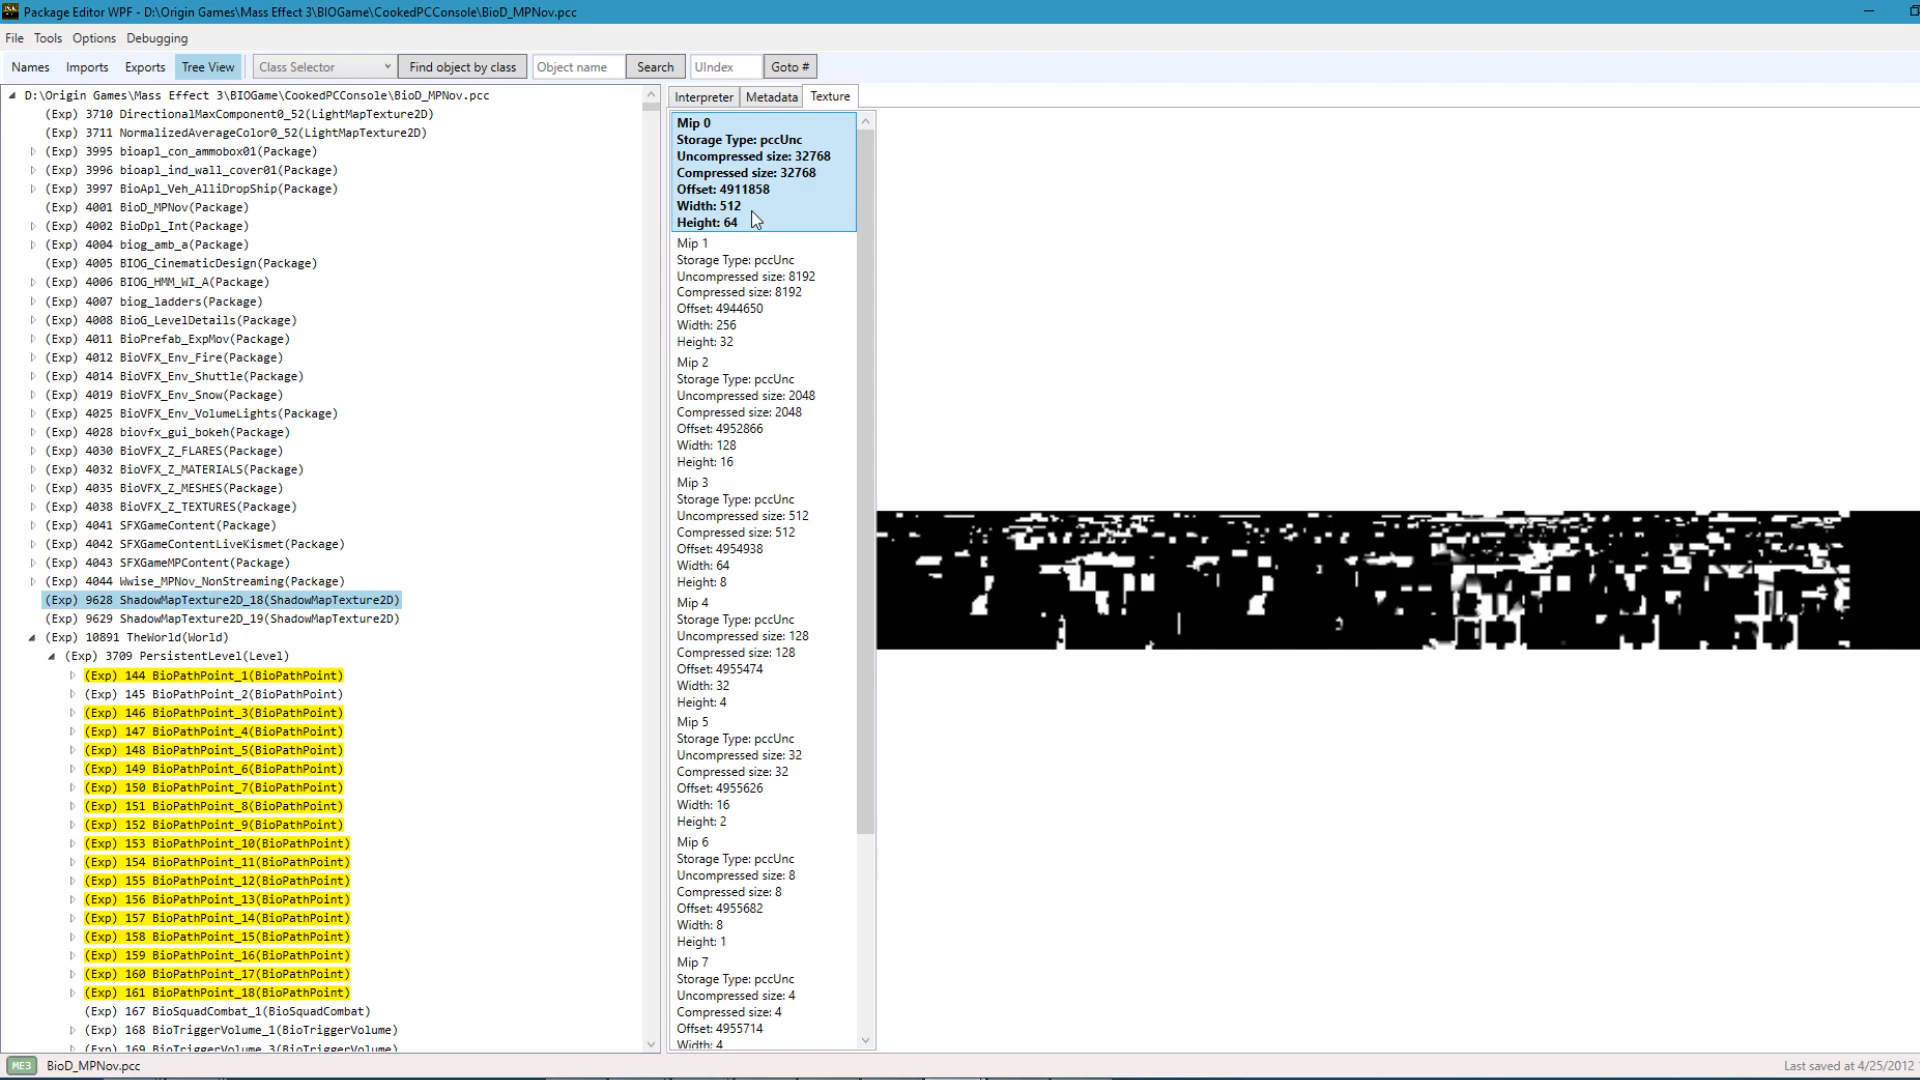 Package Editor WPF - D:\Origin Games\Mass Effect 3\BIOGame\CookedPCConsole\BioD_MPNov.pcc
File Tools Options Debugging
Names Imports Exports Tree View Class Selector Find object by class Object name Search UIndex Goto #
D:\Origin Games\Mass Effect 3\BIOGame\CookedPCConsole\BioD_MPNov.pcc
(Exp) 3710 DirectionalMaxComponent0_52(LightMapTexture2D)
(Exp) 3711 NormalizedAverageColor0_52(LightMapTexture2D)
(Exp) 3995 bioapl_con_ammobox01(Package)
(Exp) 3996 bioapl_ind_wall_cover01(Package)
(Exp) 3997 BioApl_Veh_AlliDropShip(Package)
(Exp) 4001 BioD_MPNov(Package)
(Exp) 4002 BioDpl_Int(Package)
(Exp) 4004 biog_amb_a(Package)
(Exp) 4005 BIOG_CinematicDesign(Package)
(Exp) 4006 BIOG_HMM_WI_A(Package)
(Exp) 4007 biog_ladders(Package)
(Exp) 4008 BioG_LevelDetails(Package)
(Exp) 4011 BioPrefab_ExpMov(Package)
(Exp) 4012 BioVFX_Env_Fire(Package)
(Exp) 4014 BioVFX_Env_Shuttle(Package)
(Exp) 4019 BioVFX_Env_Snow(Package)
(Exp) 4025 BioVFX_Env_VolumeLights(Package)
(Exp) 4028 biovfx_gui_bokeh(Package)
(Exp) 4030 BioVFX_Z_FLARES(Package)
(Exp) 4032 BioVFX_Z_MATERIALS(Package)
(Exp) 4035 BioVFX_Z_MESHES(Package)
(Exp) 4038 BioVFX_Z_TEXTURES(Package)
(Exp) 4041 SFXGameContent(Package)
(Exp) 4042 SFXGameContentLiveKismet(Package)
(Exp) 4043 SFXGameMPContent(Package)
(Exp) 4044 Wwise_MPNov_NonStreaming(Package)
(Exp) 9628 ShadowMapTexture2D_18(ShadowMapTexture2D)
(Exp) 9629 ShadowMapTexture2D_19(ShadowMapTexture2D)
(Exp) 10891 TheWorld(World)
(Exp) 3709 PersistentLevel(Level)
(Exp) 144 BioPathPoint_1(BioPathPoint)
(Exp) 145 BioPathPoint_2(BioPathPoint)
(Exp) 146 BioPathPoint_3(BioPathPoint)
(Exp) 147 BioPathPoint_4(BioPathPoint)
(Exp) 148 BioPathPoint_5(BioPathPoint)
(Exp) 149 BioPathPoint_6(BioPathPoint)
(Exp) 150 BioPathPoint_7(BioPathPoint)
(Exp) 151 BioPathPoint_8(BioPathPoint)
(Exp) 152 BioPathPoint_9(BioPathPoint)
(Exp) 153 BioPathPoint_10(BioPathPoint)
(Exp) 154 BioPathPoint_11(BioPathPoint)
(Exp) 155 BioPathPoint_12(BioPathPoint)
(Exp) 156 BioPathPoint_13(BioPathPoint)
(Exp) 157 BioPathPoint_14(BioPathPoint)
(Exp) 158 BioPathPoint_15(BioPathPoint)
(Exp) 159 BioPathPoint_16(BioPathPoint)
(Exp) 160 BioPathPoint_17(BioPathPoint)
(Exp) 161 BioPathPoint_18(BioPathPoint)
(Exp) 167 BioSquadCombat_1(BioSquadCombat)
(Exp) 168 BioTriggerVolume_1(BioTriggerVolume)
(Exp) 169 BioTriggerVolume_3(BioTriggerVolume)
Interpreter Metadata Texture
Mip 0
Storage Type: pccUnc
Uncompressed size: 32768
Compressed size: 32768
Offset: 4911858
Width: 512
Height: 64
Mip 1
Storage Type: pccUnc
Uncompressed size: 8192
Compressed size: 8192
Offset: 4944650
Width: 256
Height: 32
Mip 2
Storage Type: pccUnc
Uncompressed size: 2048
Compressed size: 2048
Offset: 4952866
Width: 128
Height: 16
Mip 3
Storage Type: pccUnc
Uncompressed size: 512
Compressed size: 512
Offset: 4954938
Width: 64
Height: 8
Mip 4
Storage Type: pccUnc
Uncompressed size: 128
Compressed size: 128
Offset: 4955474
Width: 32
Height: 4
Mip 5
Storage Type: pccUnc
Uncompressed size: 32
Compressed size: 32
Offset: 4955626
Width: 16
Height: 2
Mip 6
Storage Type: pccUnc
Uncompressed size: 8
Compressed size: 8
Offset: 4955682
Width: 8
Height: 1
Mip 7
Storage Type: pccUnc
Uncompressed size: 4
Compressed size: 4
Offset: 4955714
Width: 4
ME3 BioD_MPNov.pcc
Last saved at 4/25/2012